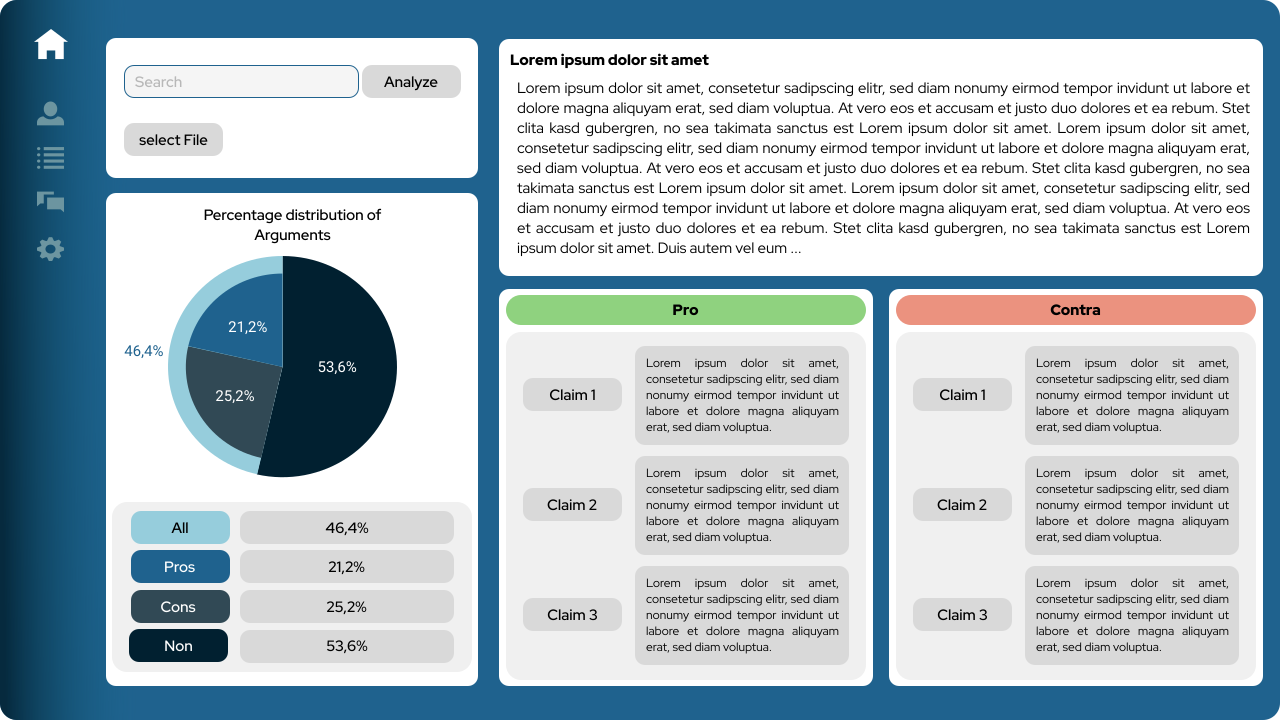 Search
Analyze
select File
Percentage distribution of
Arguments
21,2%
46,4%
53,6%
25,2%
All
46,4%
Pros
21,2%
Cons
25,2%
Non
53,6%
Lorem ipsum dolor sit amet
Lorem ipsum dolor sit amet, consetetur sadipscing elitr, sed diam nonumy eirmod tempor invidunt ut labore et
dolore magna aliquyam erat, sed diam voluptua. At vero eos et accusam et justo duo dolores et ea rebum. Stet
clita kasd gubergren, no sea takimata sanctus est Lorem ipsum dolor sit amet. Lorem ipsum dolor sit amet,
consetetur sadipscing elitr, sed diam nonumy eirmod tempor invidunt ut labore et dolore magna aliquyam erat,
sed diam voluptua. At vero eos et accusam et justo duo dolores et ea rebum. Stet clita kasd gubergren, no sea
takimata sanctus est Lorem ipsum dolor sit amet. Lorem ipsum dolor sit amet, consetetur sadipscing elitr, sed
diam nonumy eirmod tempor invidunt ut labore et dolore magna aliquyam erat, sed diam voluptua. At vero eos
et accusam et justo duo dolores et ea rebum. Stet clita kasd gubergren, no sea takimata sanctus est Lorem
ipsum dolor sit amet. Duis autem vel eum ...
Pro
Claim 1
Lorem ipsum dolor sit amet,
consetetur sadipscing elitr, sed diam
nonumy eirmod tempor invidunt ut
labore et dolore magna aliquyam
erat, sed diam voluptua.
Claim 2
Lorem ipsum dolor sit amet,
consetetur sadipscing elitr, sed diam
nonumy eirmod tempor invidunt ut
labore et dolore magna aliquyam
erat, sed diam voluptua.
Claim 3
Lorem ipsum dolor sit amet,
consetetur sadipscing elitr, sed diam
nonumy eirmod tempor invidunt ut
labore et dolore magna aliquyam
erat, sed diam voluptua.
Contra
Claim 1
Lorem ipsum dolor sit amet,
consetetur sadipscing elitr, sed diam
nonumy eirmod tempor invidunt ut
labore et dolore magna aliquyam
erat, sed diam voluptua.
Claim 2
Lorem ipsum dolor sit amet,
consetetur sadipscing elitr, sed diam
nonumy eirmod tempor invidunt ut
labore et dolore magna aliquyam
erat, sed diam voluptua.
Claim 3
Lorem ipsum dolor sit amet,
consetetur sadipscing elitr, sed diam
nonumy eirmod tempor invidunt ut
labore et dolore magna aliquyam
erat, sed diam voluptua.